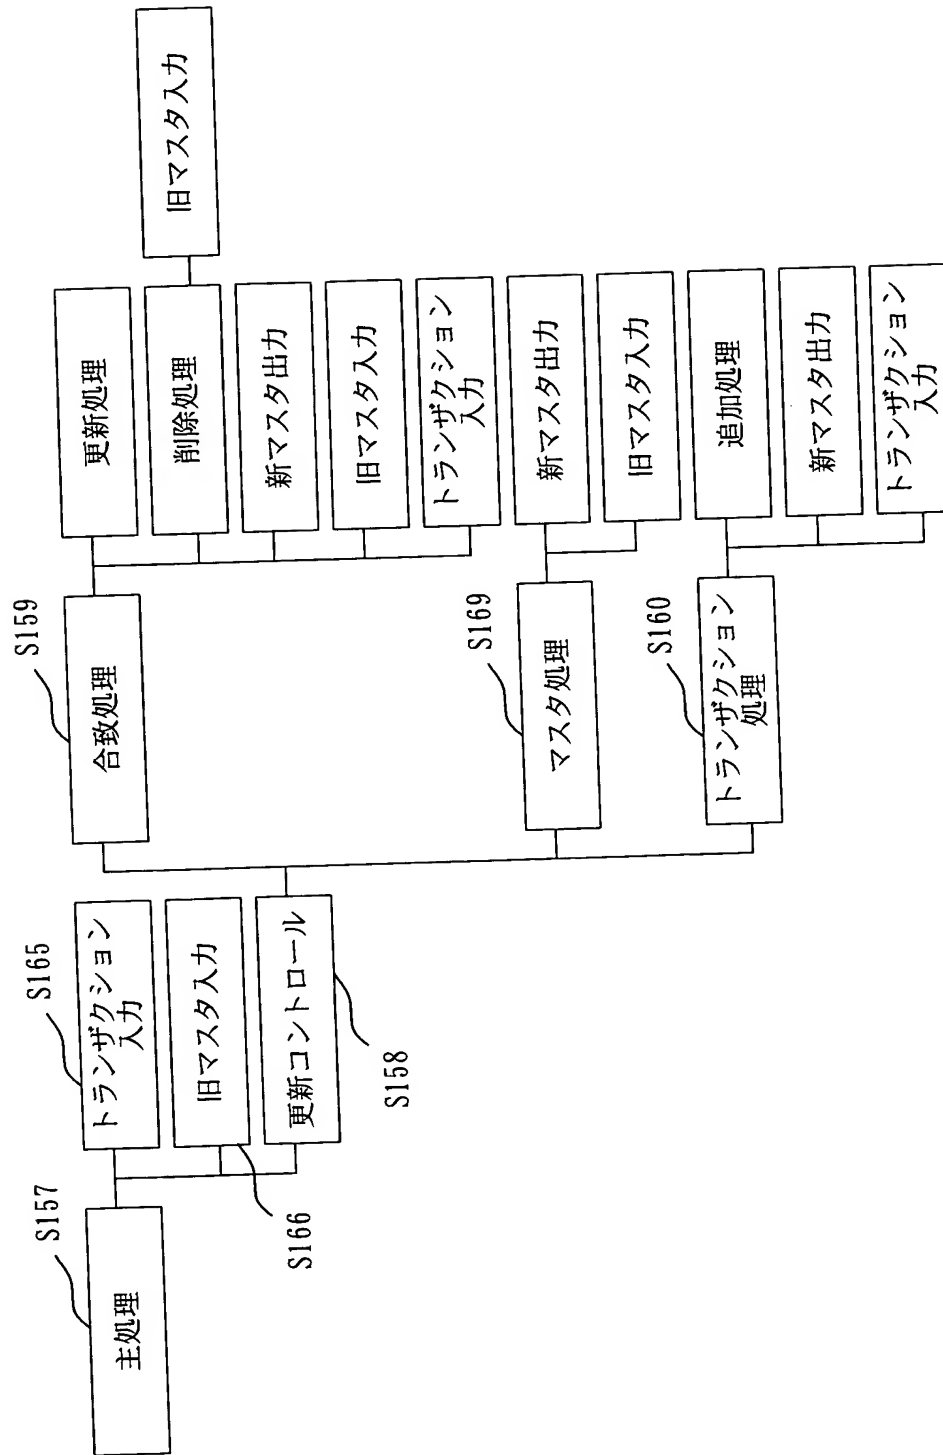 S157
主処理
S165
トランザクション
入力
旧マスタ入力
S166
更新コントロール
S158
S159
合致処理
更新処理
削除処理
旧マスタ入力
新マスタ出力
旧マスタ入力
トランザクション
入力
S169
マスタ処理
新マスタ出力
旧マスタ入力
S160
トランザクション
処理
追加処理
新マスタ出力
トランザクション
入力